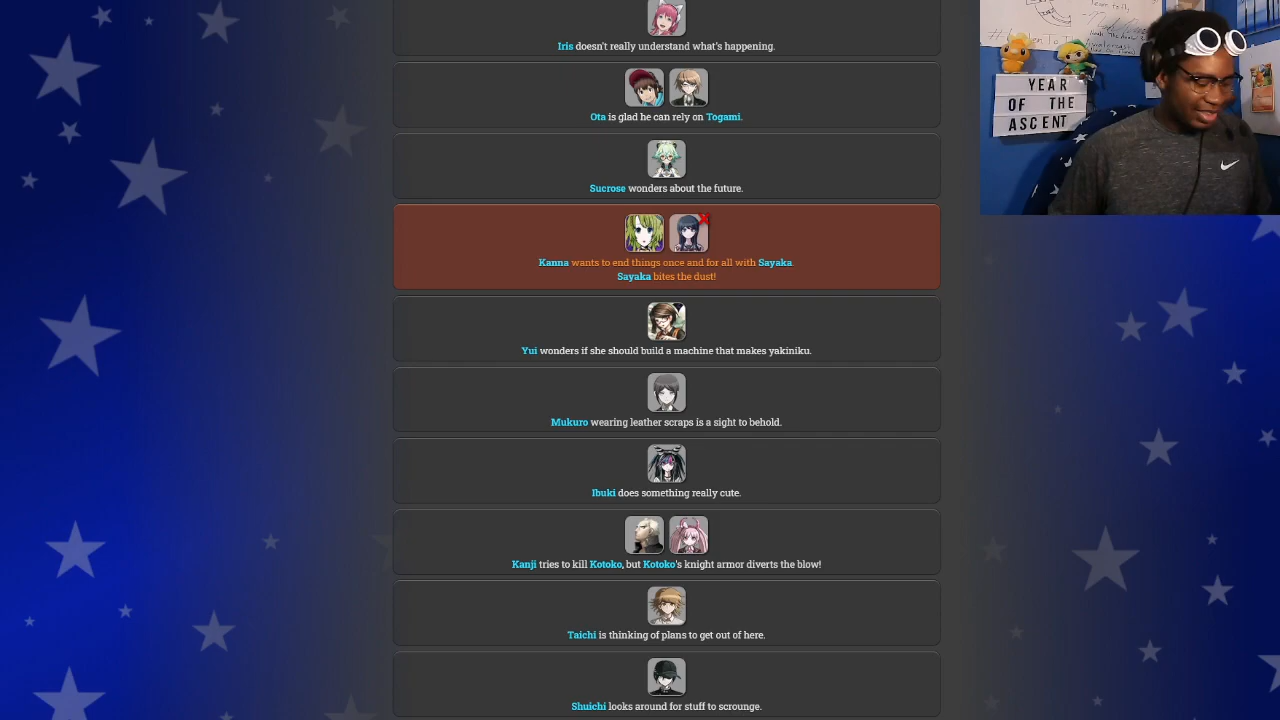 Iris doesn't really understand what's happening.
Ota is glad he can rely on Togami.
Sucrose wonders about the future.
Kanna wants to end things once and for all with Sayaka.
Sayaka bites the dust!
Yui wonders if she should build a machine that makes yakiniku.
Mukuro wearing leather scraps is a sight to behold.
Ibuki does something really cute.
Kanji tries to kill Kotoko, but Kotoko's knight armor diverts the blow!
Taichi is thinking of plans to get out of here.
Shuichi looks around for stuff to scrounge.
YEAR
OF THE
ASCENT